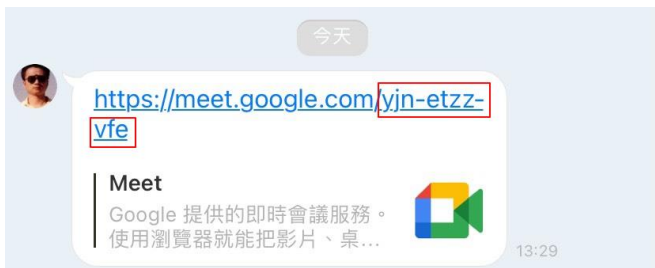 今天
https://meet.google.com/yjn-etzz-
vfe
Meet
Google 提供的即時會議服務。
使用瀏覽器就能把影片、桌...
13:29